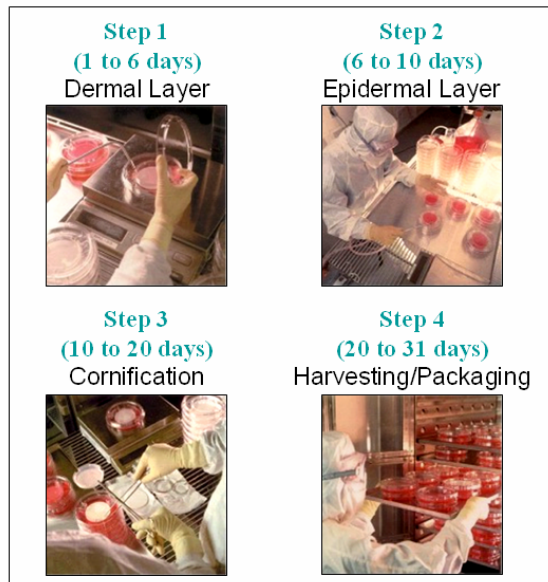 Step 1
(1 to 6 days)
Dermal Layer
Step 2
(6 to 10 days)
Epidermal Layer
Step 3
(10 to 20 days)
Cornification
Step 4
(20 to 31 days)
Harvesting/Packaging